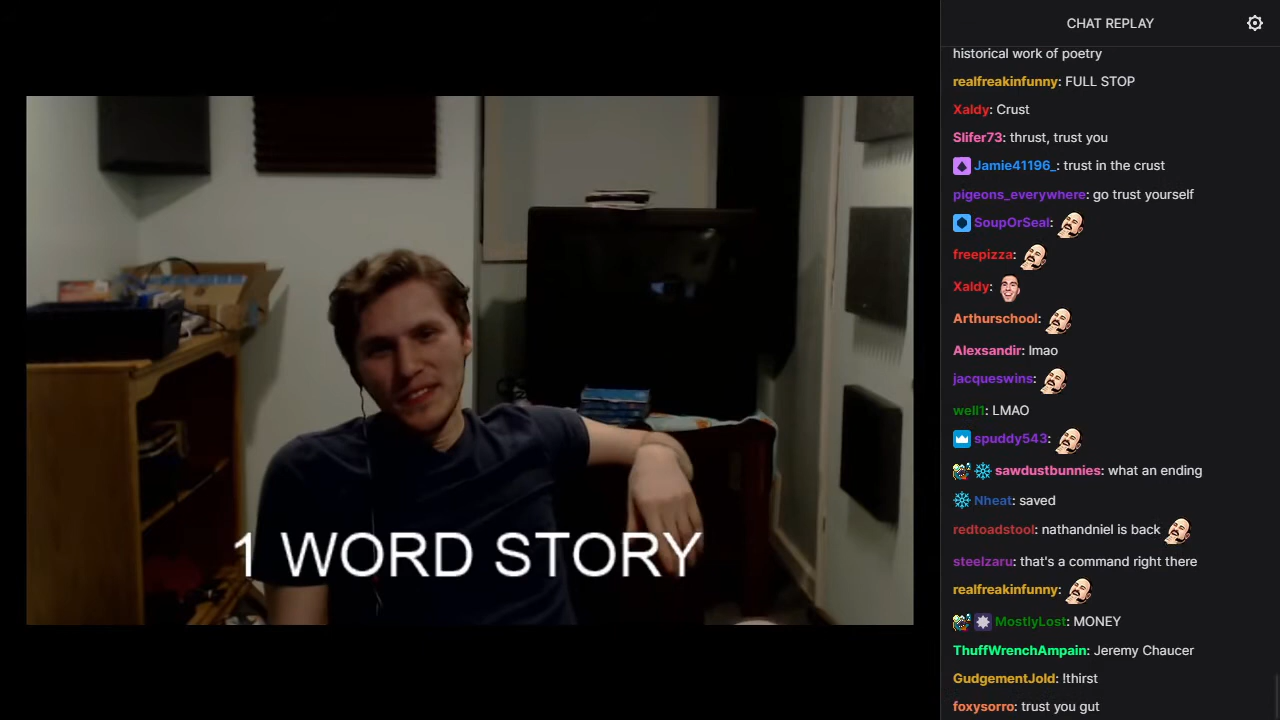 CHAT REPLAY
historical work of poetry
realfreakinfunny: FULL STOP
Xaldy: Crust
Slifer73: thrust, trust you
Jamie41196_: trust in the crust
pigeons_everywhere: go trust yourself
SoupOrSeal:
freepizza:
Xaldy:
Arthurschool:
Alexsandir: lmao
jacqueswins:
well1: LMAO
spuddy543:
sawdustbunnies: what an ending
Nheat: saved
redtoadstool: nathandniel is back
steelzaru: that's a command right there
realfreakinfunny:
MostlyLost: MONEY
ThuffWrenchAmpain: Jeremy Chaucer
GudgementJold: !thirst
foxysorro: trust you gut
1 WORD STORY